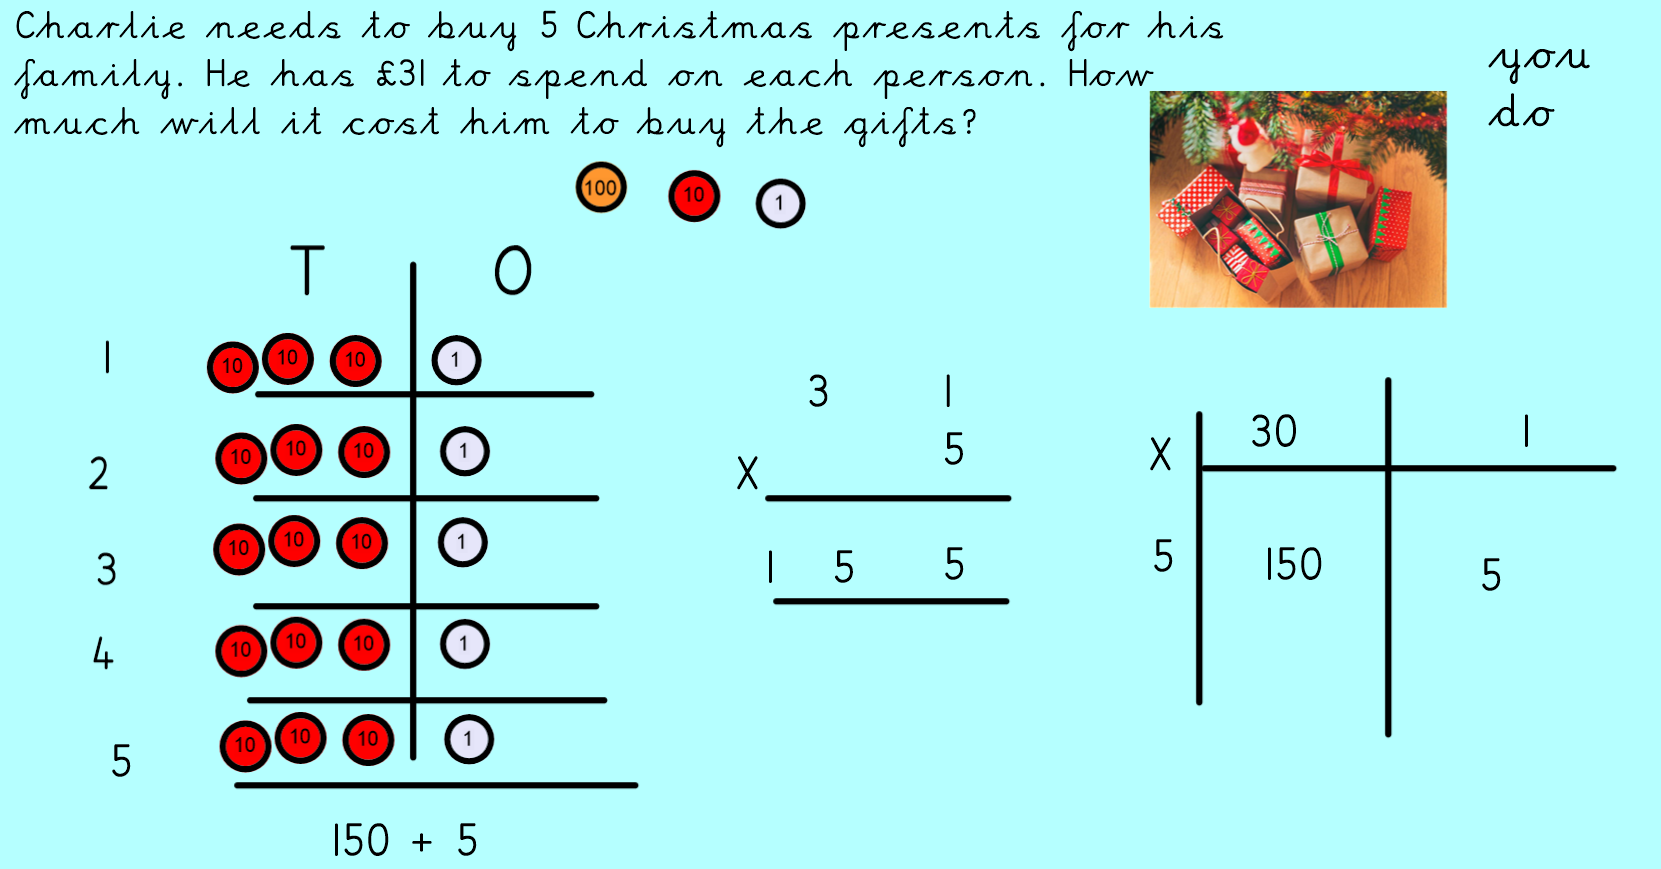 Charlie needs to buy 5 Christmas presents for his
family. He has £31 to spend on each person. How
much will it cost him to buy the gifts?
you
do
100 10 1
T O
1 10 10 10 1
2 10 10 10 1
3 10 10 10 1
4 10 10 10 1
5 10 10 10 1
150 + 5
3 1
X 5
1 5 5
X 30 1
5 150 5